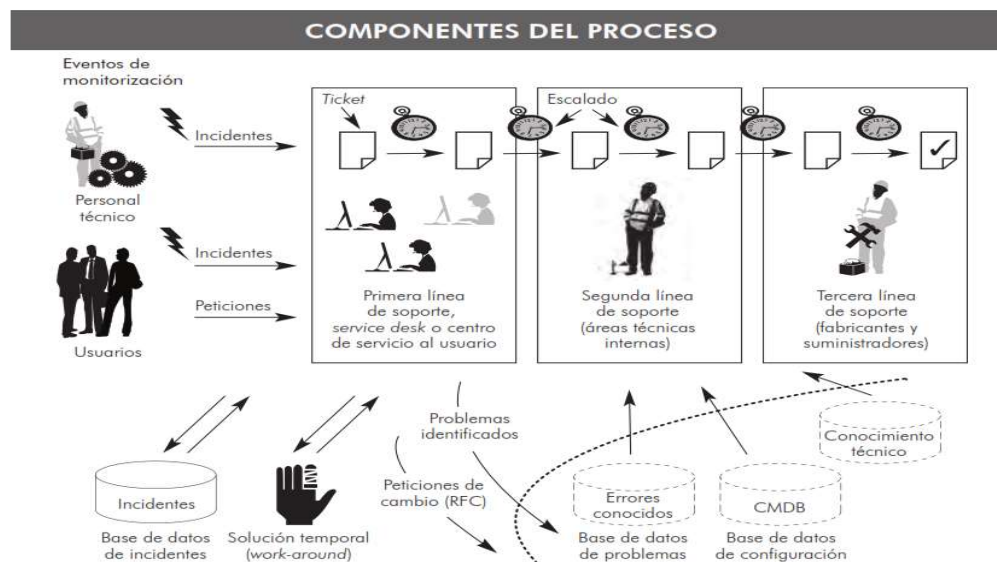 COMPONENTES DEL PROCESO
Eventos de
monitorización
Incidentes
Personal
técnico
Incidentes
Peticiones
Usuarios
Ticket
Escalado
Primera línea
de soporte,
service desk o centro
de servicio al usuario
Segunda línea
de soporte
(áreas técnicas
internas)
Tercera línea
de soporte
(fabricantes y
suministradores)
Problemas
identificados
Peticiones de
cambio (RFC)
Conocimiento
técnico
Incidentes
Base de datos
de incidentes
Solución temporal
(work-around)
Errores
conocidos
Base de datos
de problemas
CMDB
Base de datos
de configuración